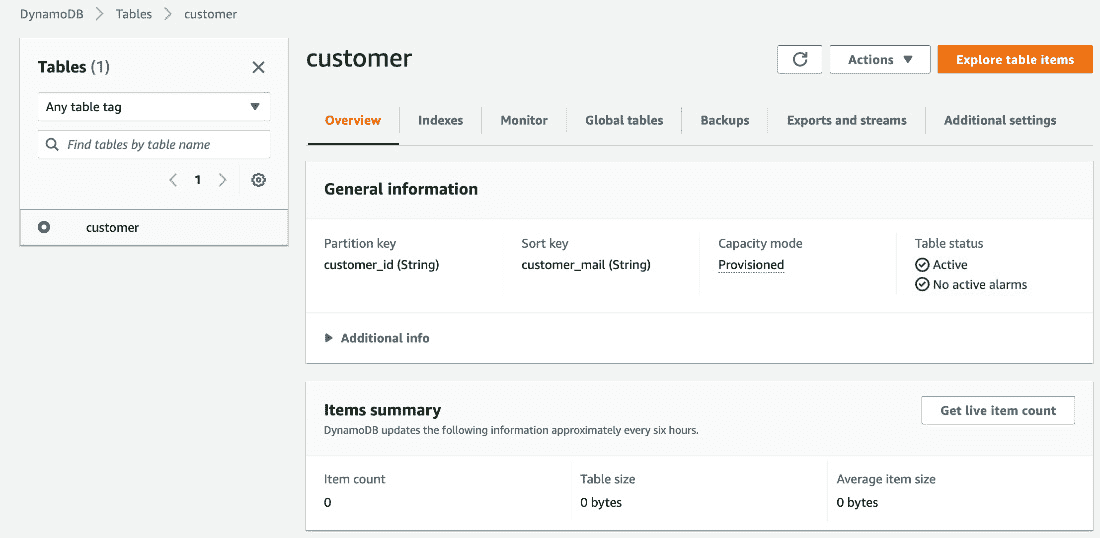 DynamoDB > Tables > customer
Tables (1)
Any table tag
Find tables by table name
1
customer
customer
Actions
Explore table items
Overview
Indexes
Monitor
Global tables
Backups
Exports and streams
Additional settings
General information
Partition key
customer_id (String)
Sort key
customer_mail (String)
Capacity mode
Provisioned
Table status
Active
No active alarms
Additional info
Items summary
Get live item count
DynamoDB updates the following information approximately every six hours.
Item count
0
Table size
0 bytes
Average item size
0 bytes